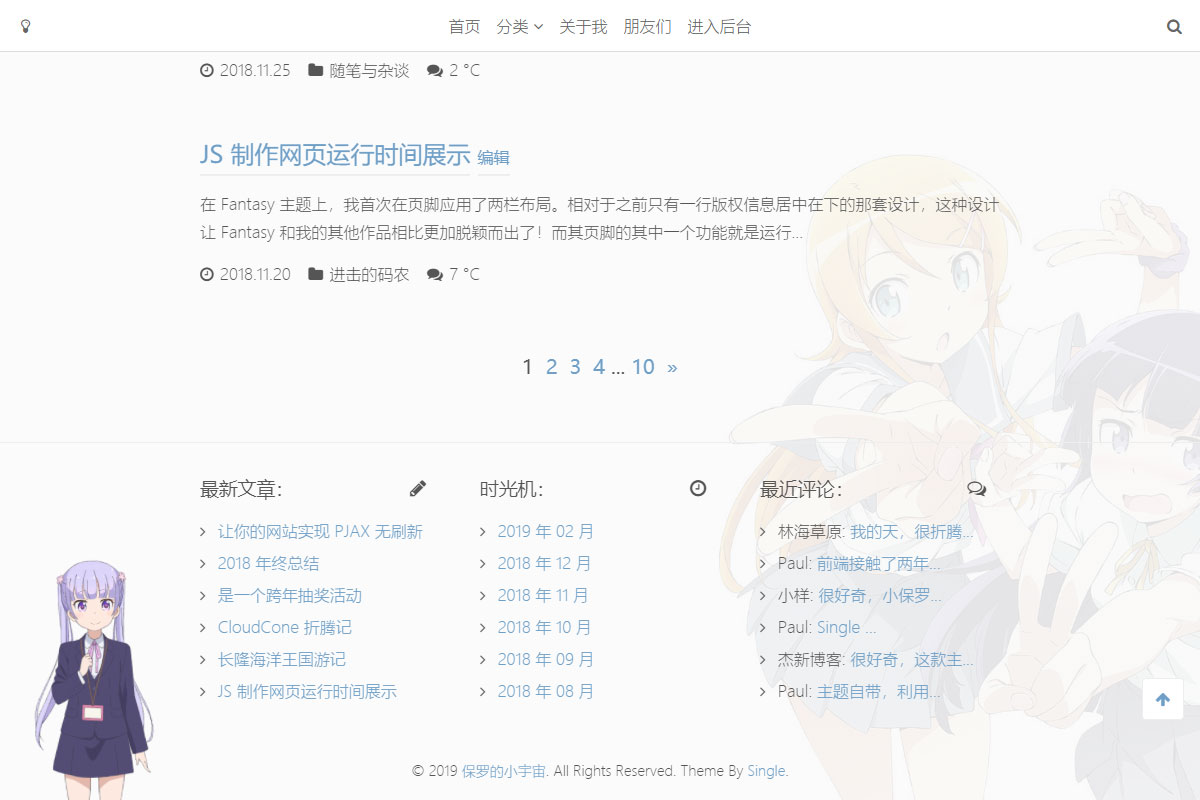 首页 分类 关于我 朋友们 进入后台
2018.11.25 随笔与杂谈 2 °C
JS 制作网页运行时间展示 编辑
在 Fantasy 主题上，我首次在页脚应用了两栏布局。相对于之前只有一行版权信息居中在下的那套设计，这种设计
让 Fantasy 和我的其他作品相比更加脱颖而出了！而其页脚的其中一个功能就是运行...
2018.11.20 进击的码农 7 °C
1 2 3 4 ... 10 »
最新文章：
让你的网站实现 PJAX 无刷新
2018 年终总结
是一个跨年抽奖活动
CloudCone 折腾记
长隆海洋王国游记
JS 制作网页运行时间展示
时光机：
2019 年 02 月
2018 年 12 月
2018 年 11 月
2018 年 10 月
2018 年 09 月
2018 年 08 月
最近评论：
林海草原: 我的天，很折腾...
Paul: 前端接触了两年...
小样: 很好奇，小保罗...
Paul: Single ...
杰新博客: 很好奇，这款主...
Paul: 主题自带，利用...
© 2019 保罗的小宇宙. All Rights Reserved. Theme By Single.